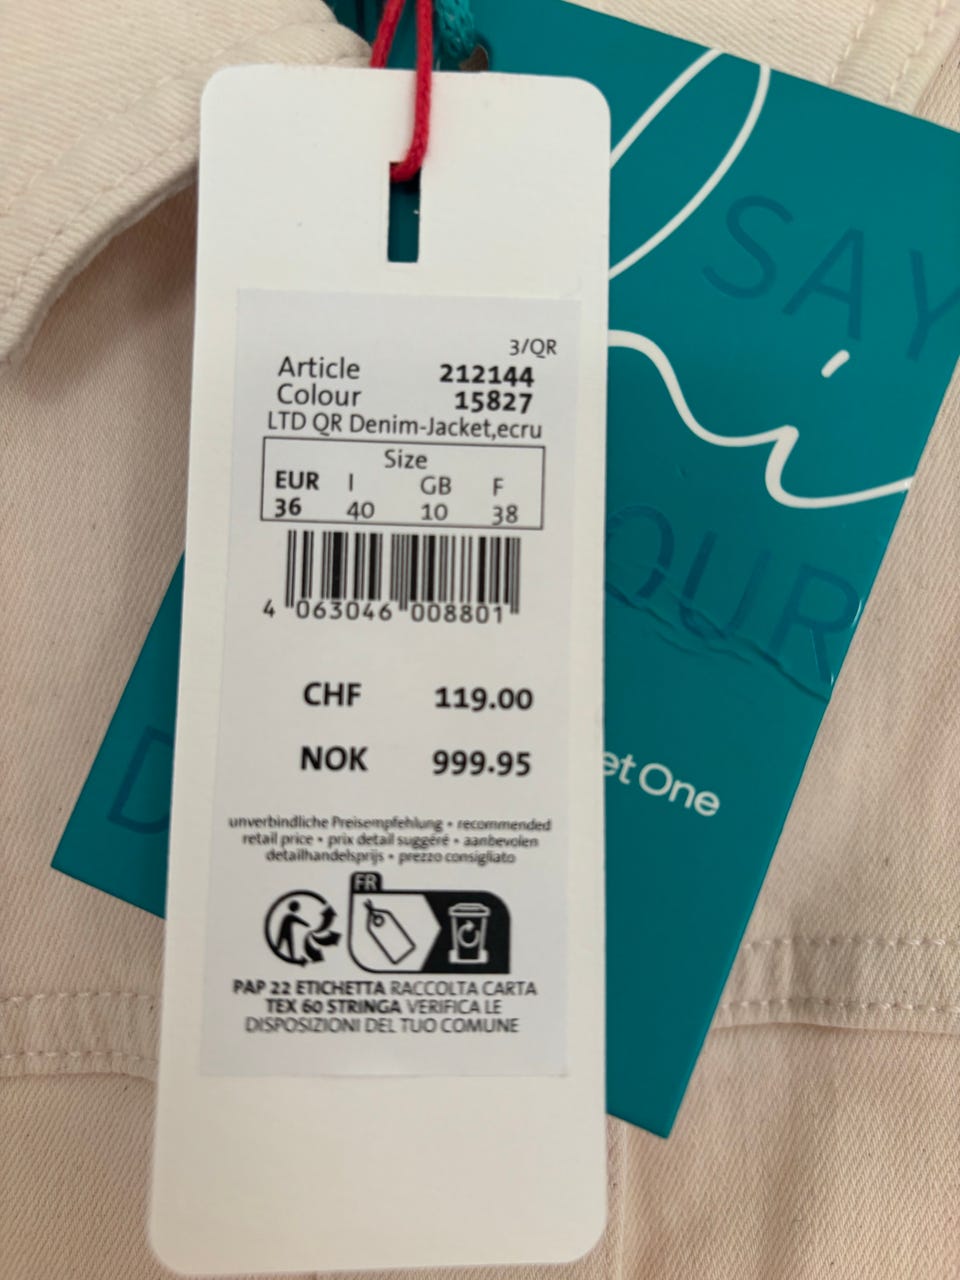 3/QR
Article 212144
Colour 15827
LTD QR Denim-Jacket,ecru
Size
EUR I GB F
36 40 10 38
4 063046 008801
CHF 119.00
NOK 999.95
unverbindliche Preisempfehlung • recommended
retail price • prix detail suggéré • aanbevolen
detailhandelsprijs • prezzo consigliato
FR
PAP 22 ETICHETTA RACCOLTA CARTA
TEX 60 STRINGA VERIFICA LE
DISPOSIZIONI DEL TUO COMUNE
SAY
OUR
D
et One